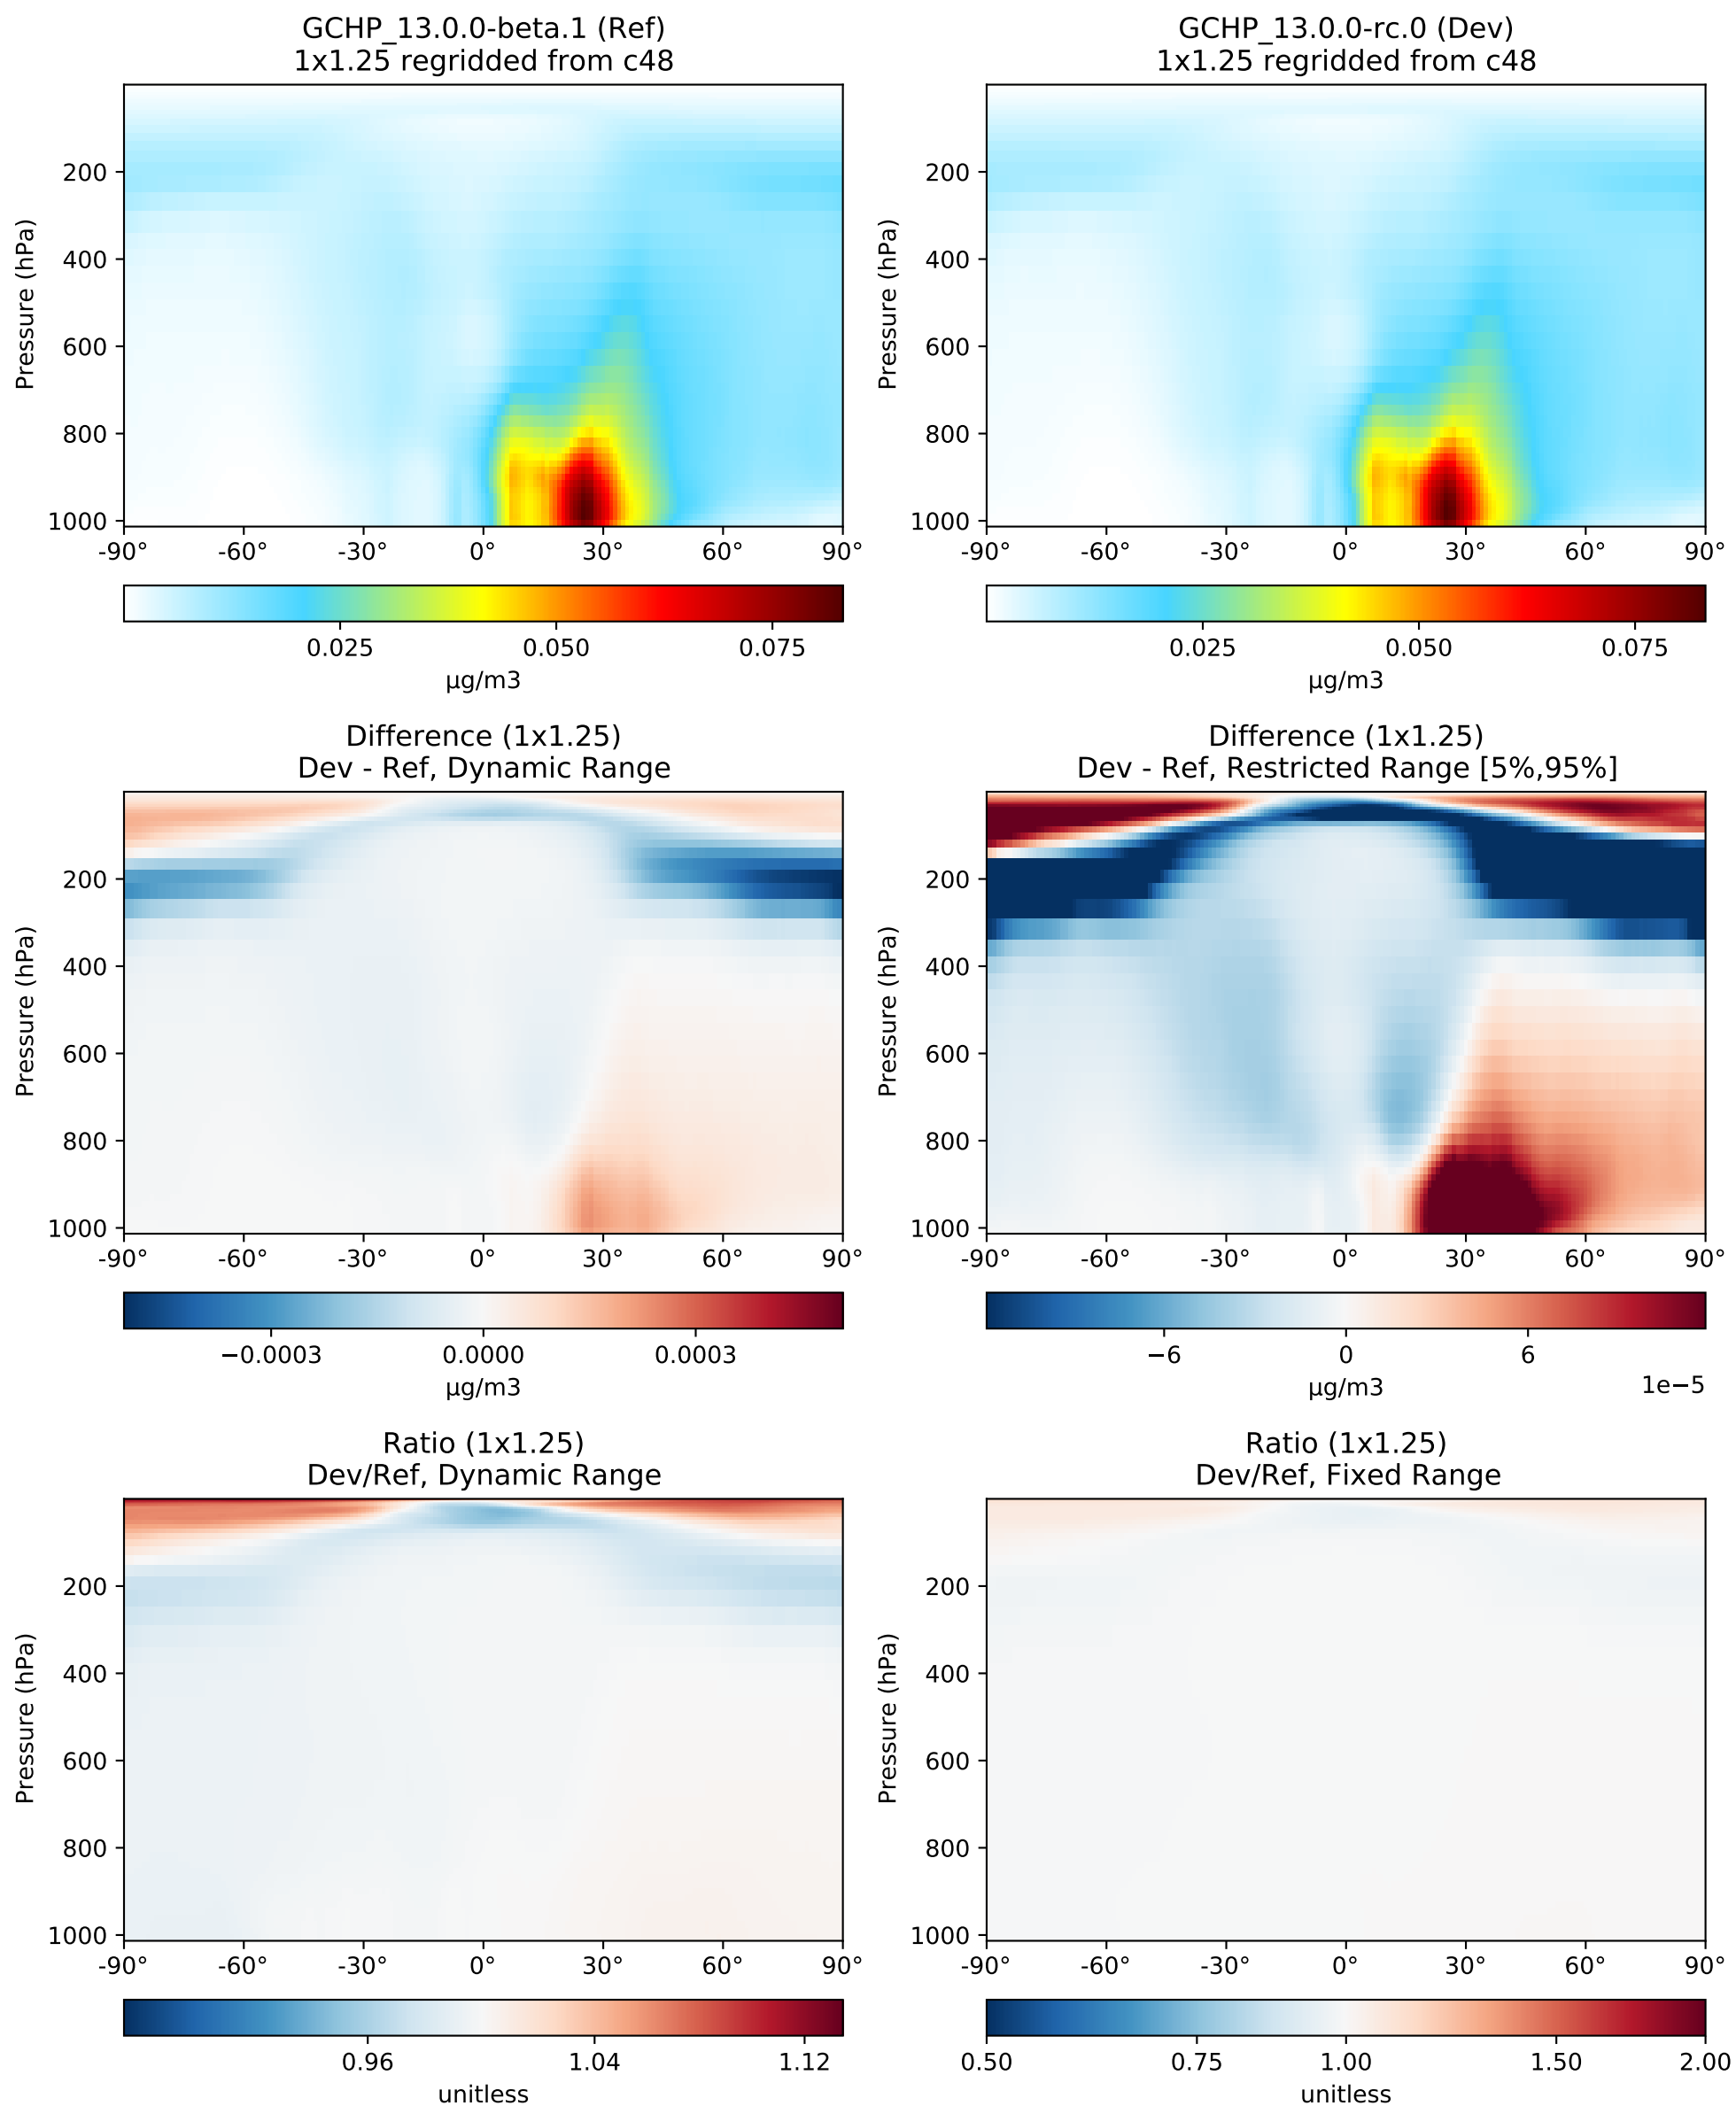 GCHP_13.0.0-beta.1 (Ref)
1x1.25 regridded from c48
Pressure (hPa)
200
400
600
800
1000
-90° -60° -30° 0° 30° 60° 90°
0.025 0.050 0.075
µg/m3
GCHP_13.0.0-rc.0 (Dev)
1x1.25 regridded from c48
Pressure (hPa)
200
400
600
800
1000
-90° -60° -30° 0° 30° 60° 90°
0.025 0.050 0.075
µg/m3
Difference (1x1.25)
Dev - Ref, Dynamic Range
Pressure (hPa)
200
400
600
800
1000
-90° -60° -30° 0° 30° 60° 90°
−0.0003 0.0000 0.0003
µg/m3
Difference (1x1.25)
Dev - Ref, Restricted Range [5%,95%]
Pressure (hPa)
200
400
600
800
1000
-90° -60° -30° 0° 30° 60° 90°
−6 0 6
µg/m3
1e−5
Ratio (1x1.25)
Dev/Ref, Dynamic Range
Pressure (hPa)
200
400
600
800
1000
-90° -60° -30° 0° 30° 60° 90°
0.96 1.04 1.12
unitless
Ratio (1x1.25)
Dev/Ref, Fixed Range
Pressure (hPa)
200
400
600
800
1000
-90° -60° -30° 0° 30° 60° 90°
0.50 0.75 1.00 1.50 2.00
unitless